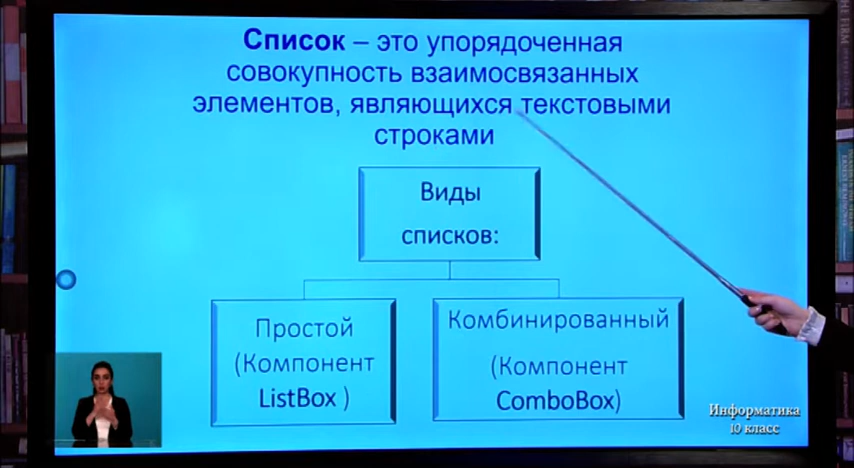 Список – это упорядоченная
совокупность взаимосвязанных
элементов, являющихся текстовыми
строками
Виды
списков:
Простой
(Компонент
ListBox )
Комбинированный
(Компонент
ComboBox)
Информатика
10 класс